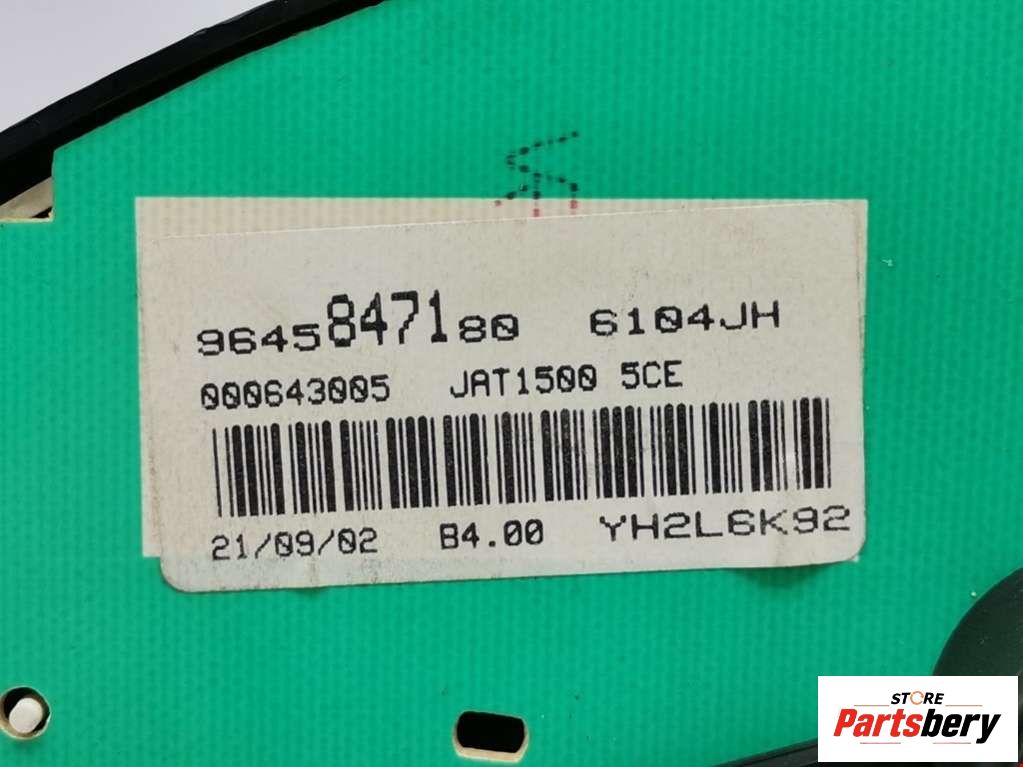 9645847180 6104JH
000643005 JAT1500 5CE
21/09/02 B4.00 YH2L6K92
STORE
Partsbery